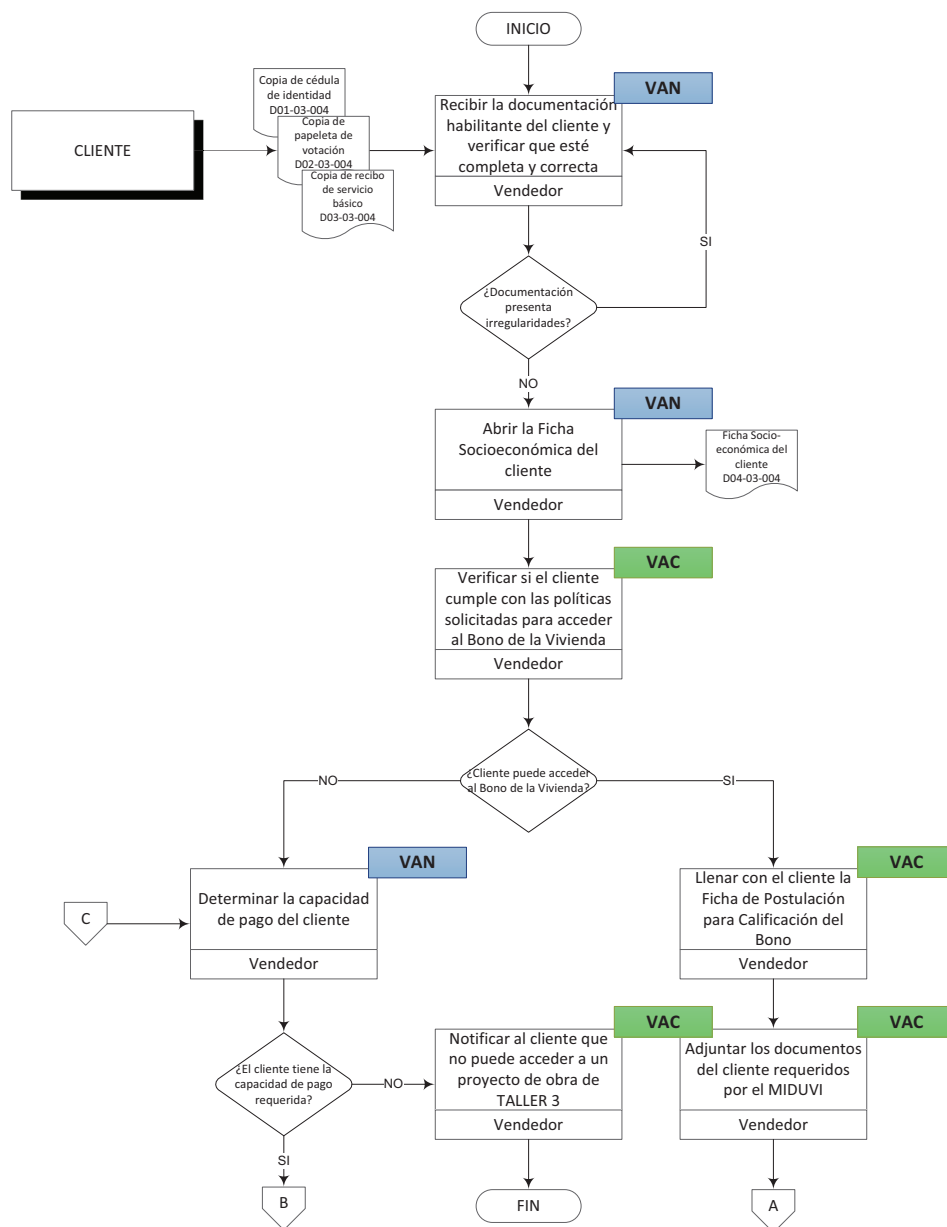 INICIO
Copia de cédula
de identidad
D01-03-004
VAN
Recibir la documentación
habilitante del cliente y
verificar que esté
completa y correcta
Vendedor
CLIENTE
Copia de
papeleta de
votación
D02-03-004
Copia de recibo
de servicio
básico
D03-03-004
SI
¿Documentación
presenta
irregularidades?
NO
VAN
Abrir la Ficha
Socioeconómica del
cliente
Vendedor
Ficha Socio-
económica del
cliente
D04-03-004
VAC
Verificar si el cliente
cumple con las políticas
solicitadas para acceder
al Bono de la Vivienda
Vendedor
¿Cliente puede acceder
al Bono de la Vivienda?
NO
SI
VAN
Determinar la capacidad
de pago del cliente
Vendedor
C
VAC
Llenar con el cliente la
Ficha de Postulación
para Calificación del
Bono
Vendedor
¿El cliente tiene la
capacidad de pago
requerida?
NO
SI
VAC
Notificar al cliente que
no puede acceder a un
proyecto de obra de
TALLER 3
Vendedor
VAC
Adjuntar los documentos
del cliente requeridos
por el MIDUVI
Vendedor
B
FIN
A